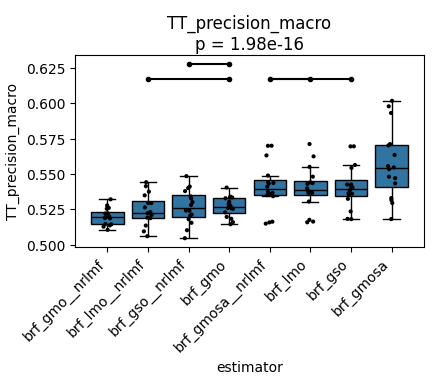 TT_precision_macro
p = 1.98e-16
TT_precision_macro
0.625
0.600
0.575
0.550
0.525
0.500
brf_gmo__nrlmf
brf_lmo__nrlmf
brf_gso__nrlmf
brf_gmo
brf_gmosa__nrlmf
brf_lmo
brf_gso
brf_gmosa
estimator